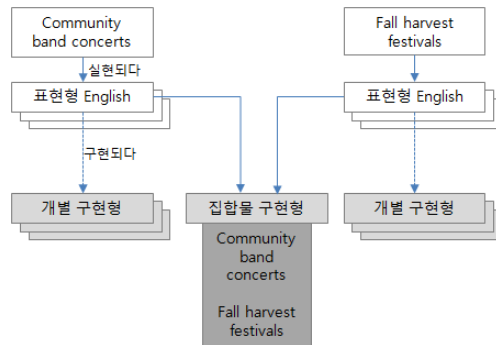 Community
band concerts
Fall harvest
festivals
실현되다
표현형 English
표현형 English
구현되다
개별 구현형
집합물 구현형
개별 구현형
Community
band
concerts
Fall harvest
festivals